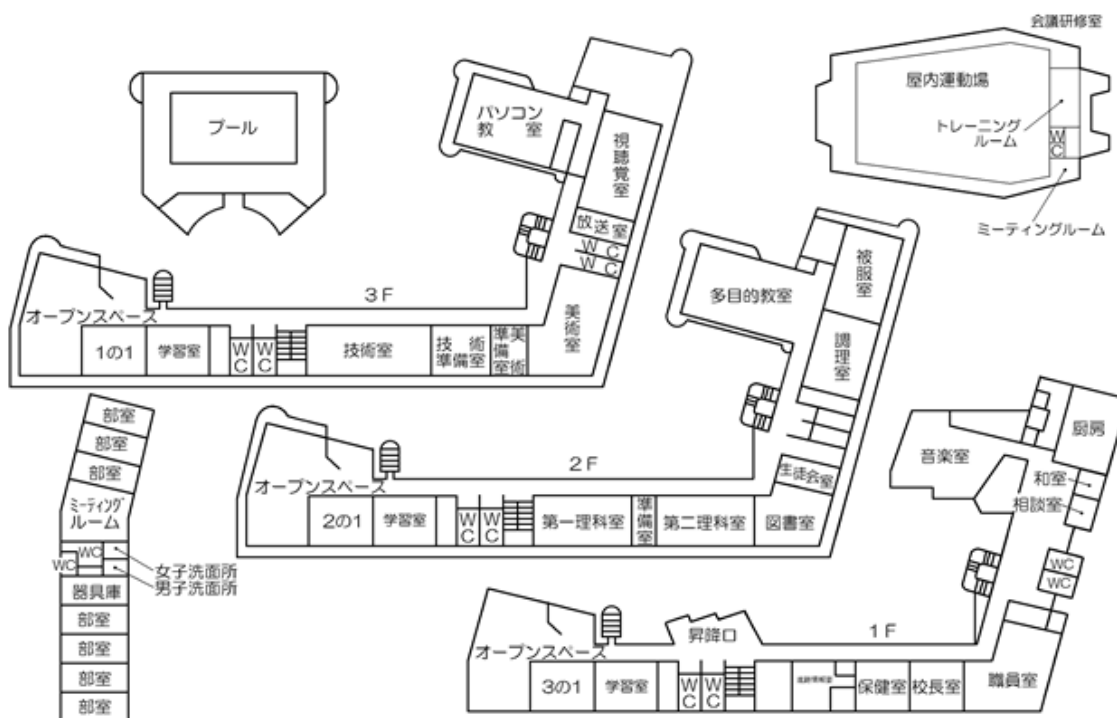 会議研修室
屋内運動場
トレーニング
ルーム
WC
ミーティングルーム
プール
パソコン
教室
視聴覚室
放送室
WC
WC
美術室
3F
オープンスペース
1の1
学習室
WC
WC
技術室
技術
準備室
美術
準備室
被服室
多目的教室
調理室
生徒会室
2F
オープンスペース
2の1
学習室
WC
WC
第一理科室
準備室
第二理科室
図書室
厨房
音楽室
和室
相談室
WC
WC
1F
昇降口
オープンスペース
3の1
学習室
WC
WC
保健室
校長室
職員室
部室
部室
部室
ミーティング
ルーム
WC
WC
女子洗面所
男子洗面所
器具庫
部室
部室
部室
部室